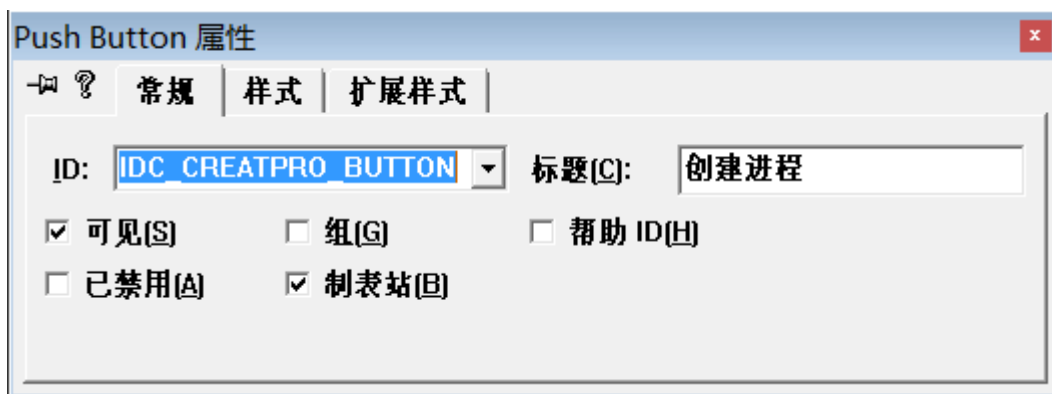 Push Button 属性
常规 样式 扩展样式
ID: IDC_CREATPRO_BUTTON 标题(C): 创建进程
可见(S) 组(G) 帮助 ID(H)
已禁用(A) 制表站(B)